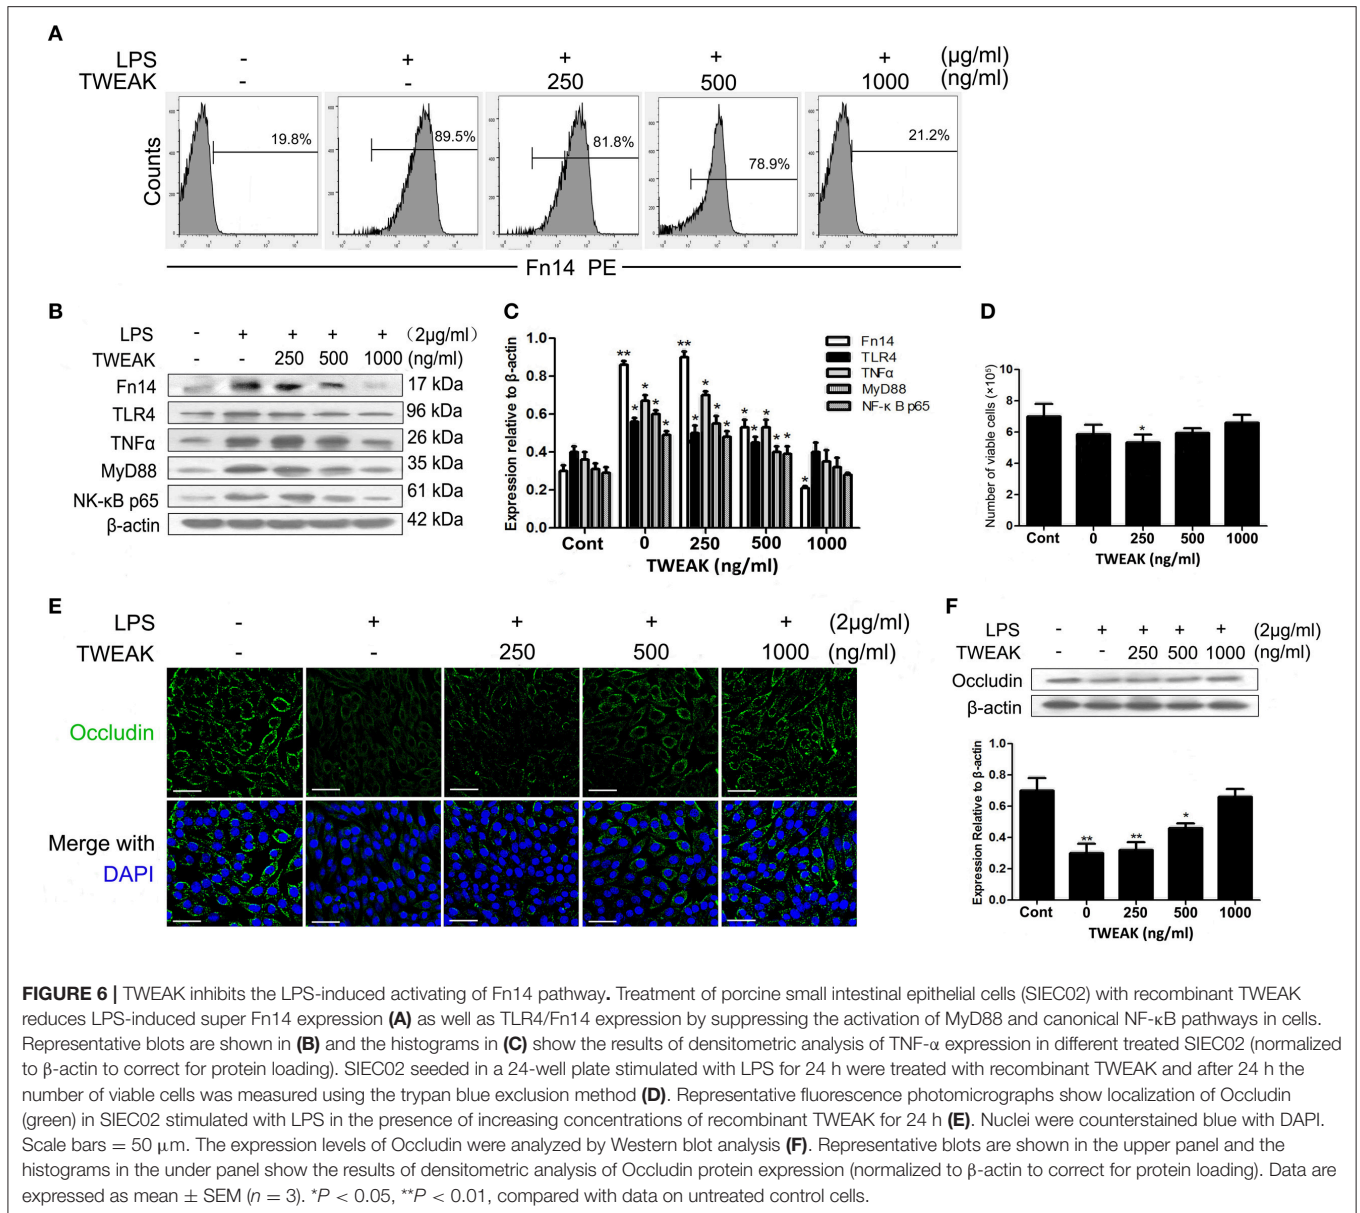 A
LPS - + + + + (μg/ml)
TWEAK - - 250 500 1000 (ng/ml)
Counts
19.8%
89.5%
81.8%
78.9%
21.2%
Fn14 PE
B
LPS - + + + + (2μg/ml)
TWEAK - - 250 500 1000 (ng/ml)
Fn14 17 kDa
TLR4 96 kDa
TNFα 26 kDa
MyD88 35 kDa
NK-κB p65 61 kDa
β-actin 42 kDa
C
Expression relative to β-actin
1.0
0.8
0.6
0.4
0.2
0.0
** * * * *
** * * * *
* * * * *
*
Fn14
TLR4
TNFα
MyD88
NF-κ B p65
Cont 0 250 500 1000
TWEAK (ng/ml)
D
Number of viable cells (×10⁵)
10
8
6
4
2
0
*
Cont 0 250 500 1000
TWEAK (ng/ml)
E
LPS - + + + + (2μg/ml)
TWEAK - - 250 500 1000 (ng/ml)
Occludin
Merge with
DAPI
F
LPS - + + + + (2μg/ml)
TWEAK - - 250 500 1000 (ng/ml)
Occludin
β-actin
Expression Relative to β-actin
1.0
0.8
0.6
0.4
0.2
0.0
** ** *
Cont 0 250 500 1000
TWEAK (ng/ml)
FIGURE 6 | TWEAK inhibits the LPS-induced activating of Fn14 pathway. Treatment of porcine small intestinal epithelial cells (SIEC02) with recombinant TWEAK
reduces LPS-induced super Fn14 expression (A) as well as TLR4/Fn14 expression by suppressing the activation of MyD88 and canonical NF-κB pathways in cells.
Representative blots are shown in (B) and the histograms in (C) show the results of densitometric analysis of TNF-α expression in different treated SIEC02 (normalized
to β-actin to correct for protein loading). SIEC02 seeded in a 24-well plate stimulated with LPS for 24 h were treated with recombinant TWEAK and after 24 h the
number of viable cells was measured using the trypan blue exclusion method (D). Representative fluorescence photomicrographs show localization of Occludin
(green) in SIEC02 stimulated with LPS in the presence of increasing concentrations of recombinant TWEAK for 24 h (E). Nuclei were counterstained blue with DAPI.
Scale bars = 50 μm. The expression levels of Occludin were analyzed by Western blot analysis (F). Representative blots are shown in the upper panel and the
histograms in the under panel show the results of densitometric analysis of Occludin protein expression (normalized to β-actin to correct for protein loading). Data are
expressed as mean ± SEM (n = 3). *P < 0.05, **P < 0.01, compared with data on untreated control cells.